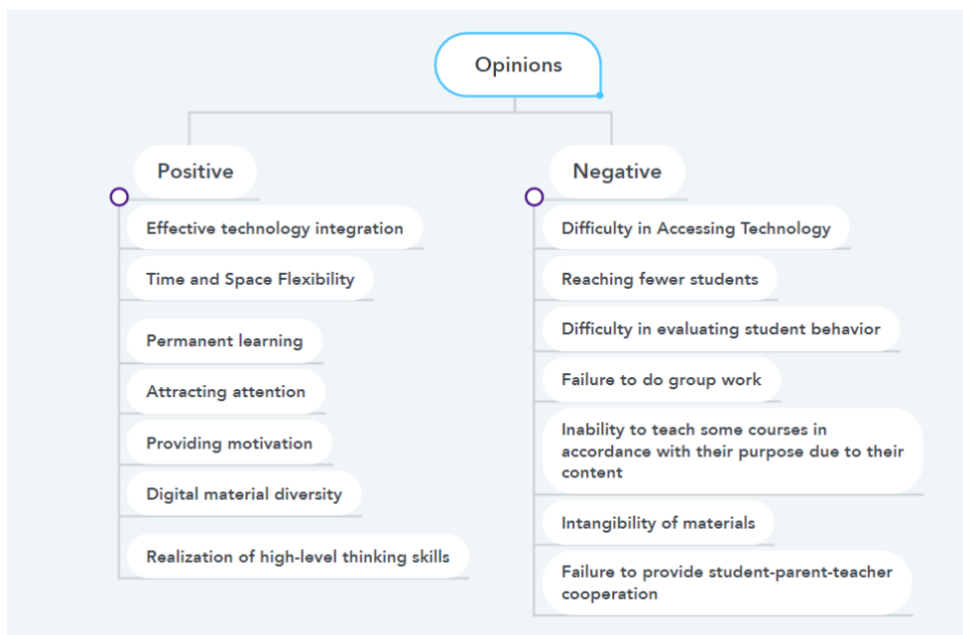 Opinions
Positive
Effective technology integration
Time and Space Flexibility
Permanent learning
Attracting attention
Providing motivation
Digital material diversity
Realization of high-level thinking skills
Negative
Difficulty in Accessing Technology
Reaching fewer students
Difficulty in evaluating student behavior
Failure to do group work
Inability to teach some courses in
accordance with their purpose due to their
content
Intangibility of materials
Failure to provide student-parent-teacher
cooperation